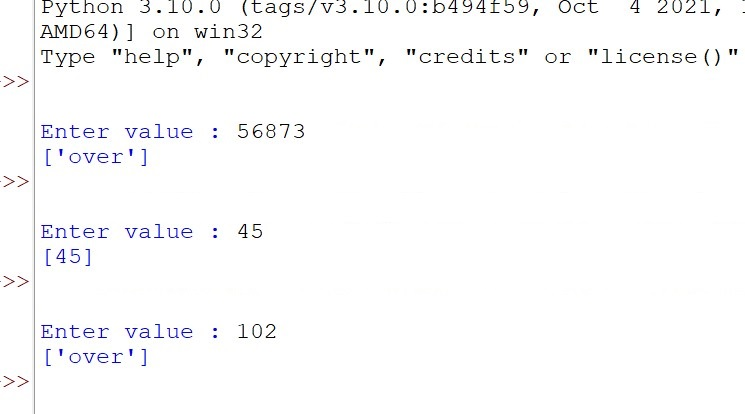 Python 3.10.0 (tags/v3.10.0:b494f59, Oct  4 2021,
AMD64)] on win32
Type "help", "copyright", "credits" or "license()"
>>
Enter value : 56873
['over']
>>
Enter value : 45
[45]
>>
Enter value : 102
['over']
>>